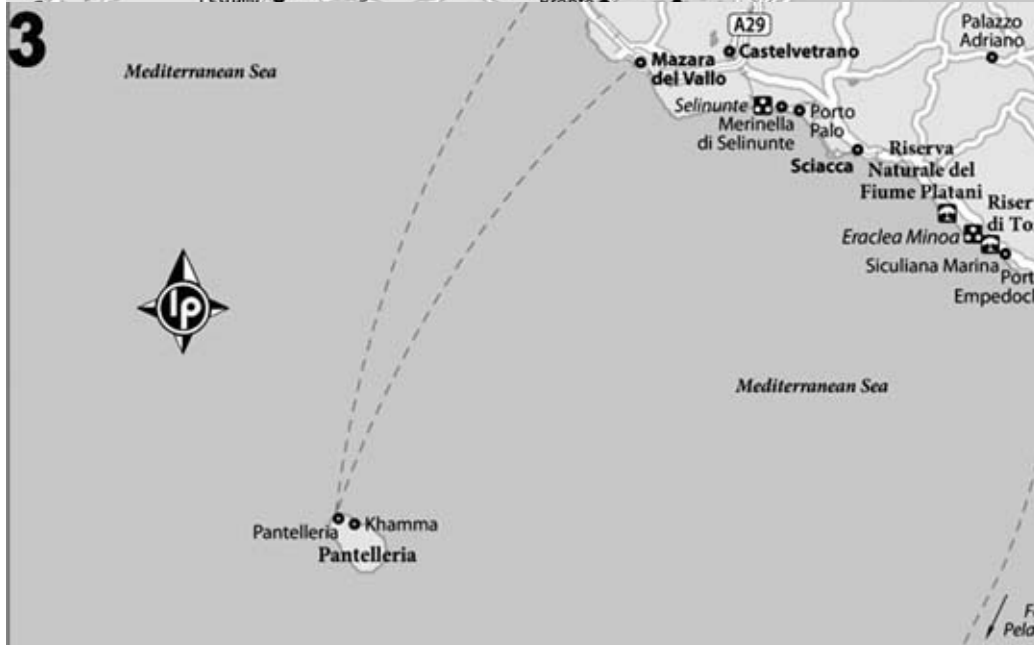 3
Mediterranean Sea
A29
Palazzo
Adriano
Mazara
del Vallo
Castelvetrano
Selinunte
Merinella
di Selinunte
Porto
Palo
Sciacca
Riserva
Naturale del
Fiume Platani
Eraclea Minoa
Siculiana Marina
lp
Mediterranean Sea
Pantelleria
Khamma
Pantelleria